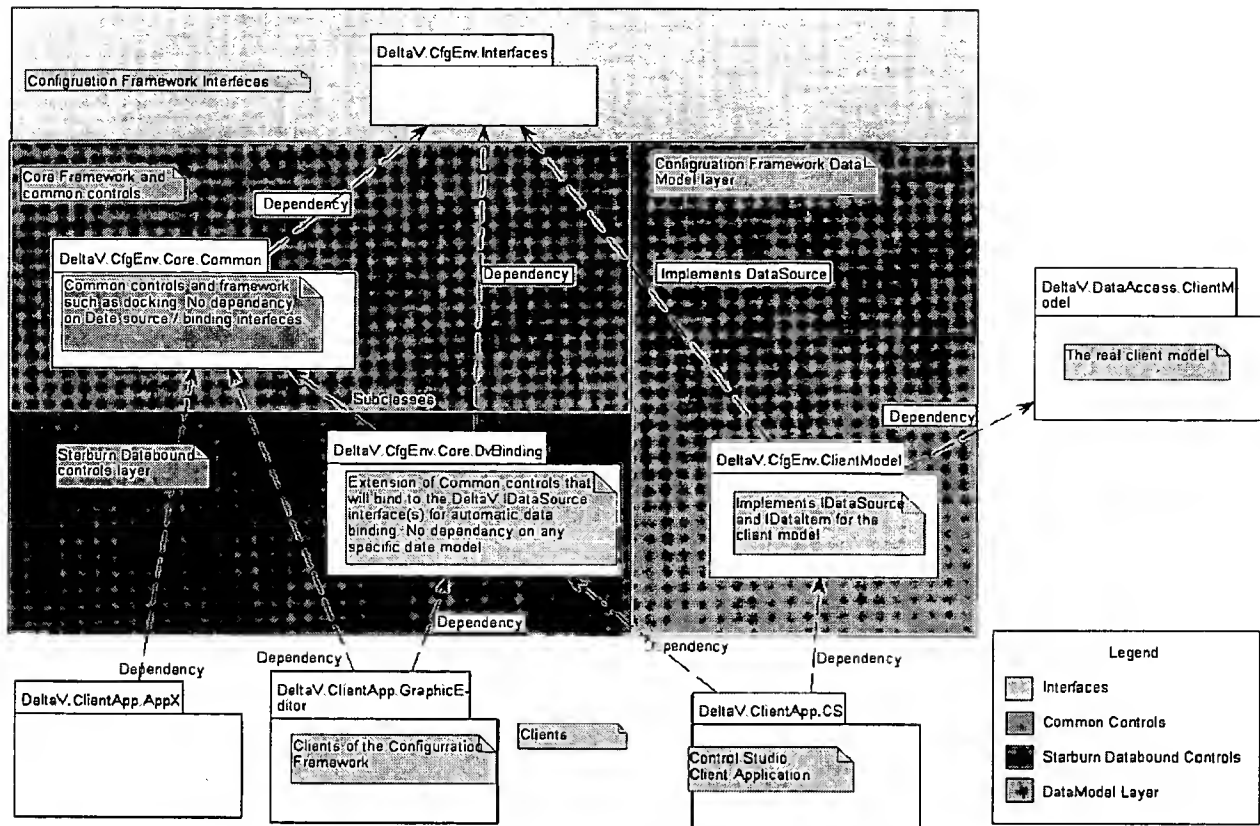 DeltaV.CfgEnv.Interfaces
Configruation Framework Interfaces
Core Framework and
common controls
Configruation Framework Data
Model layer
Dependency
DeltaV.CfgEnv.Core.Common
Common controls and framework
such as docking. No dependency
on Data source / binding interfaces
Dependency
Implements DataSource
DeltaV.DataAccess.ClientM-
odel
The real client model
Subclesses
Dependency
Starburn Databound
controls layer
DeltaV.CfgEnv.Core.DvBinding
Extension of Common controls that
will bind to the DeltaV IDataSource
interface(s) for automatic data
binding. No dependancy on any
specific date model
DeltaV.CfgEnv.ClientModel
Implements IDataSource
and IDataItem for the
client model
Dependency
Dependency
Dependency
Dependency
Dependency
DeltaV.ClientApp.AppX
DeltaV.ClientApp.GraphicE-
ditor
Clients of the Configurration
Framework
Clients
DeltaV.ClientApp.CS
Control Studio
Client Application
Legend
Interfaces
Common Controls
Starburn Databound Controls
DataModel Layer